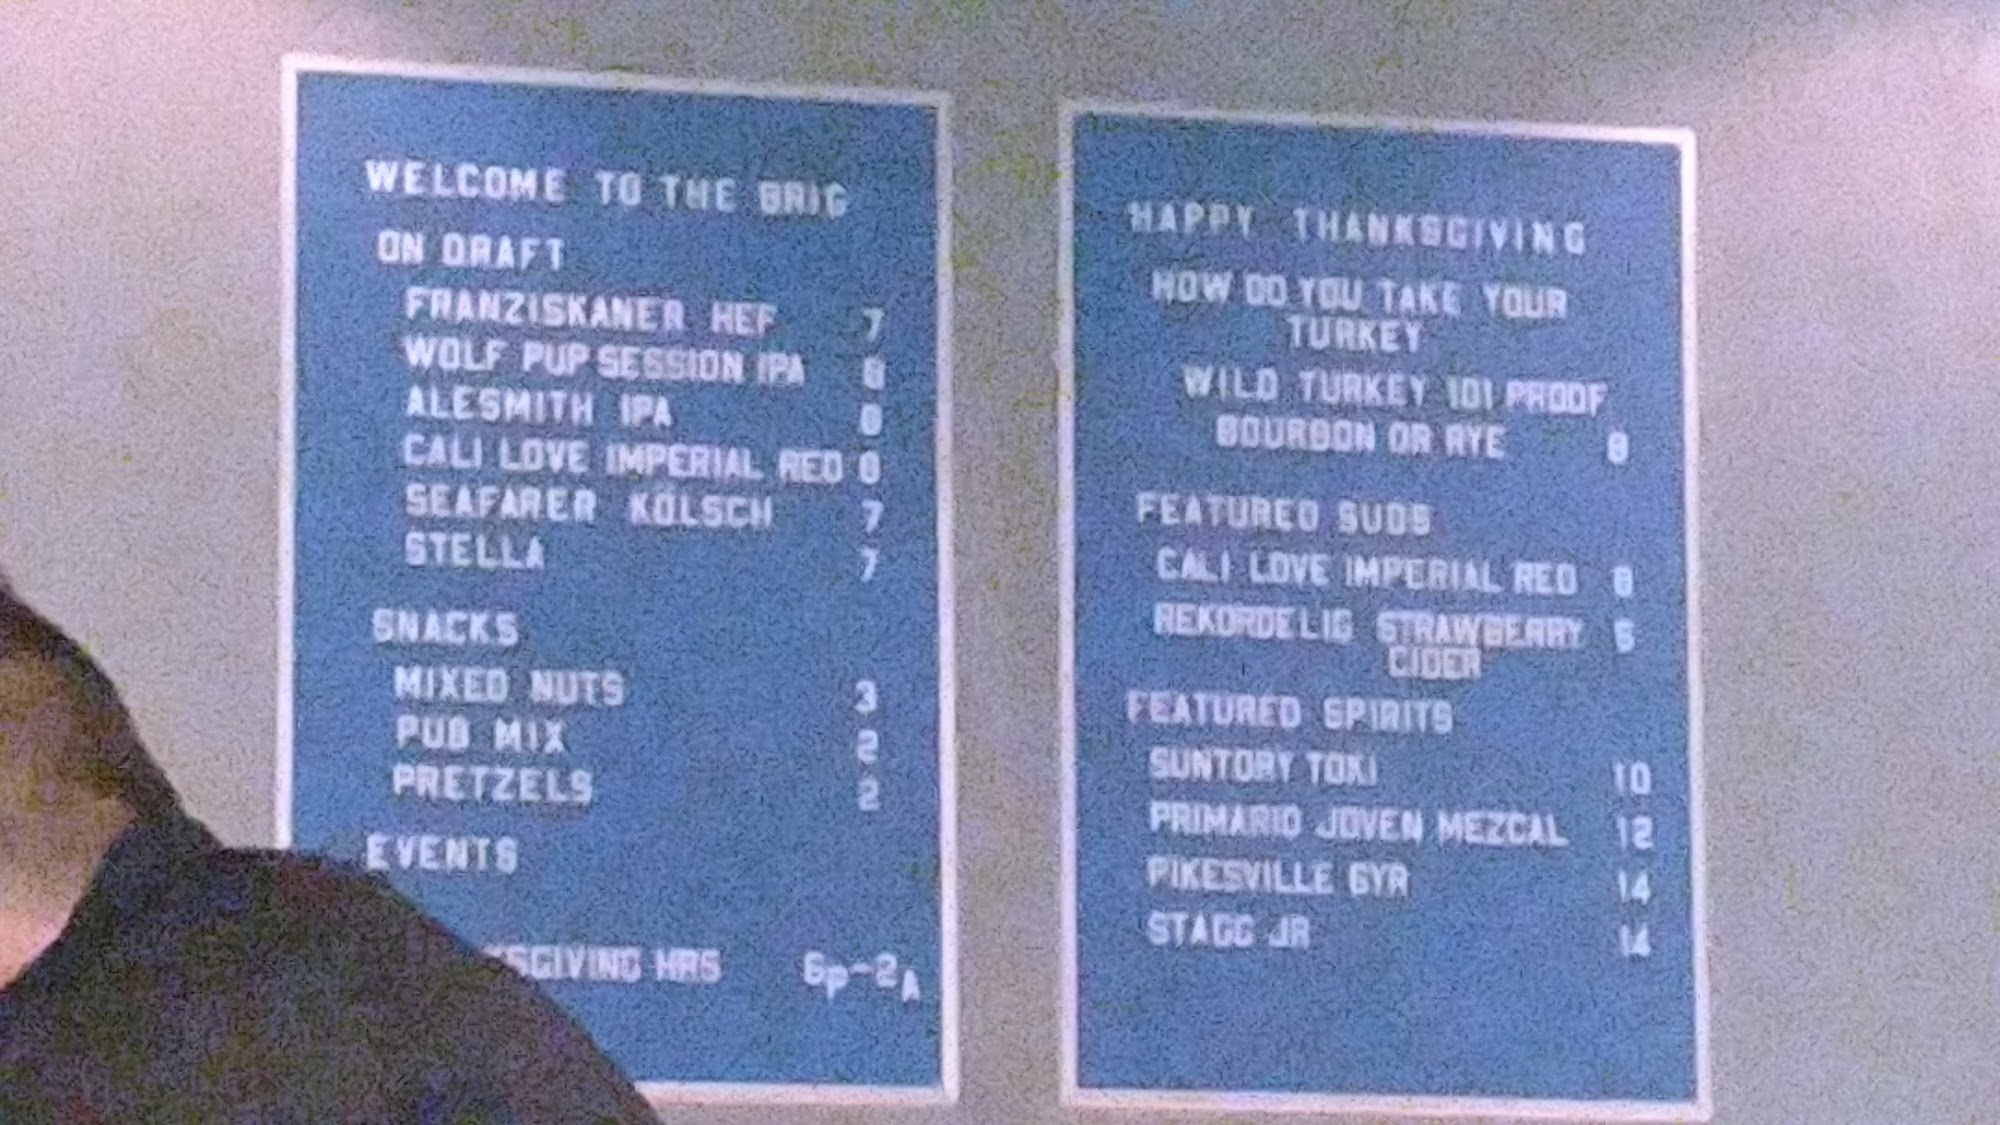 WELCOME TO THE BRIG
ON DRAFT
FRANZISKANER HEF 7
WOLF PUP SESSION IPA 8
ALESMITH IPA 8
CALI LOVE IMPERIAL RED 8
SEAFARER KÖLSCH 7
STELLA 7
SNACKS
MIXED NUTS 3
PUB MIX 2
PRETZELS 2
EVENTS
KSGIVING HRS 6P-2A
HAPPY THANKSGIVING
HOW DO YOU TAKE YOUR
TURKEY
WILD TURKEY 101 PROOF
BOURBON OR RYE 8
FEATURED SUDS
CALI LOVE IMPERIAL RED 8
REKORDELIG STRAWBERRY
CIDER
FEATURED SPIRITS
SUNTORY TOKI 10
PRIMARIO JOVEN MEZCAL 12
PIKESVILLE 6YR 14
STAGG JR 14